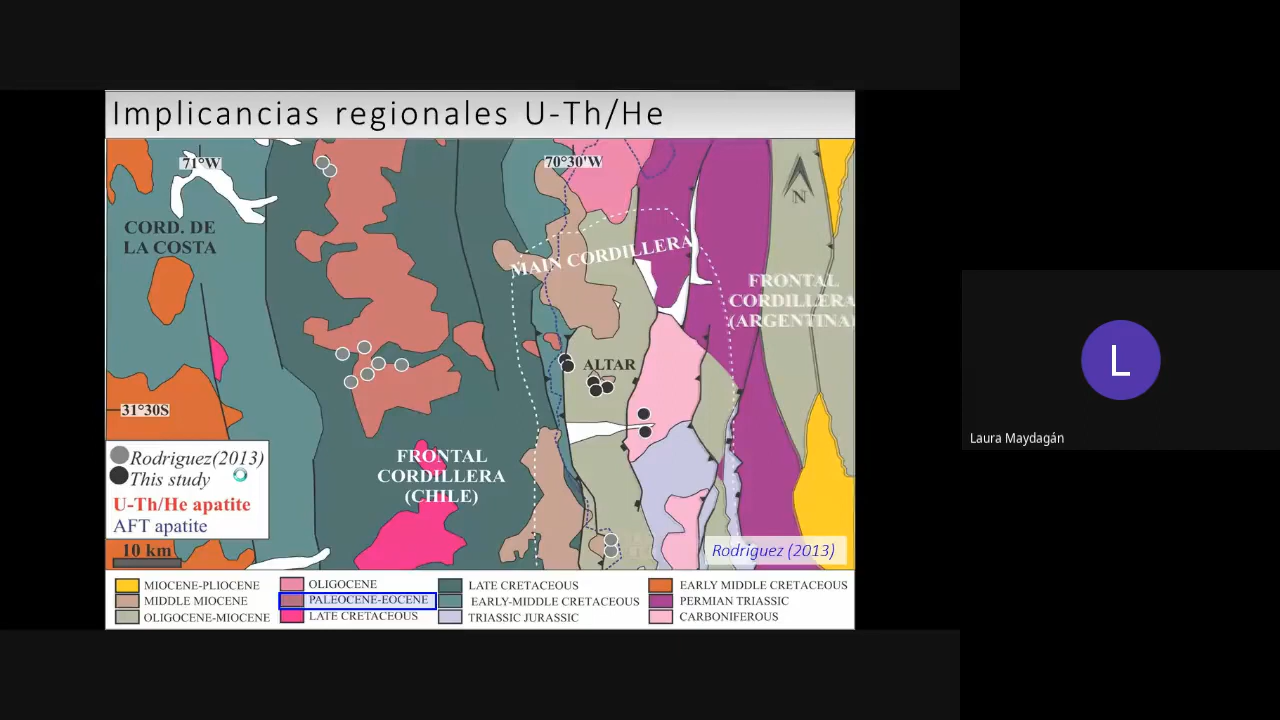 Implicancias regionales U-Th/He
71°W
70°30'W
N
CORD. DE
LA COSTA
MAIN CORDILLERA
FRONTAL
CORDILLERA
(ARGENTINA
ALTAR
31°30S
FRONTAL
CORDILLERA
(CHILE)
Rodriguez(2013)
This study
U-Th/He apatite
AFT apatite
10 km
Rodriguez (2013)
MIOCENE-PLIOCENE
MIDDLE MIOCENE
OLIGOCENE-MIOCENE
OLIGOCENE
PALEOCENE-EOCENE
LATE CRETACEOUS
LATE CRETACEOUS
EARLY-MIDDLE CRETACEOUS
TRIASSIC JURASSIC
EARLY MIDDLE CRETACEOUS
PERMIAN TRIASSIC
CARBONIFEROUS
L
Laura Maydagán